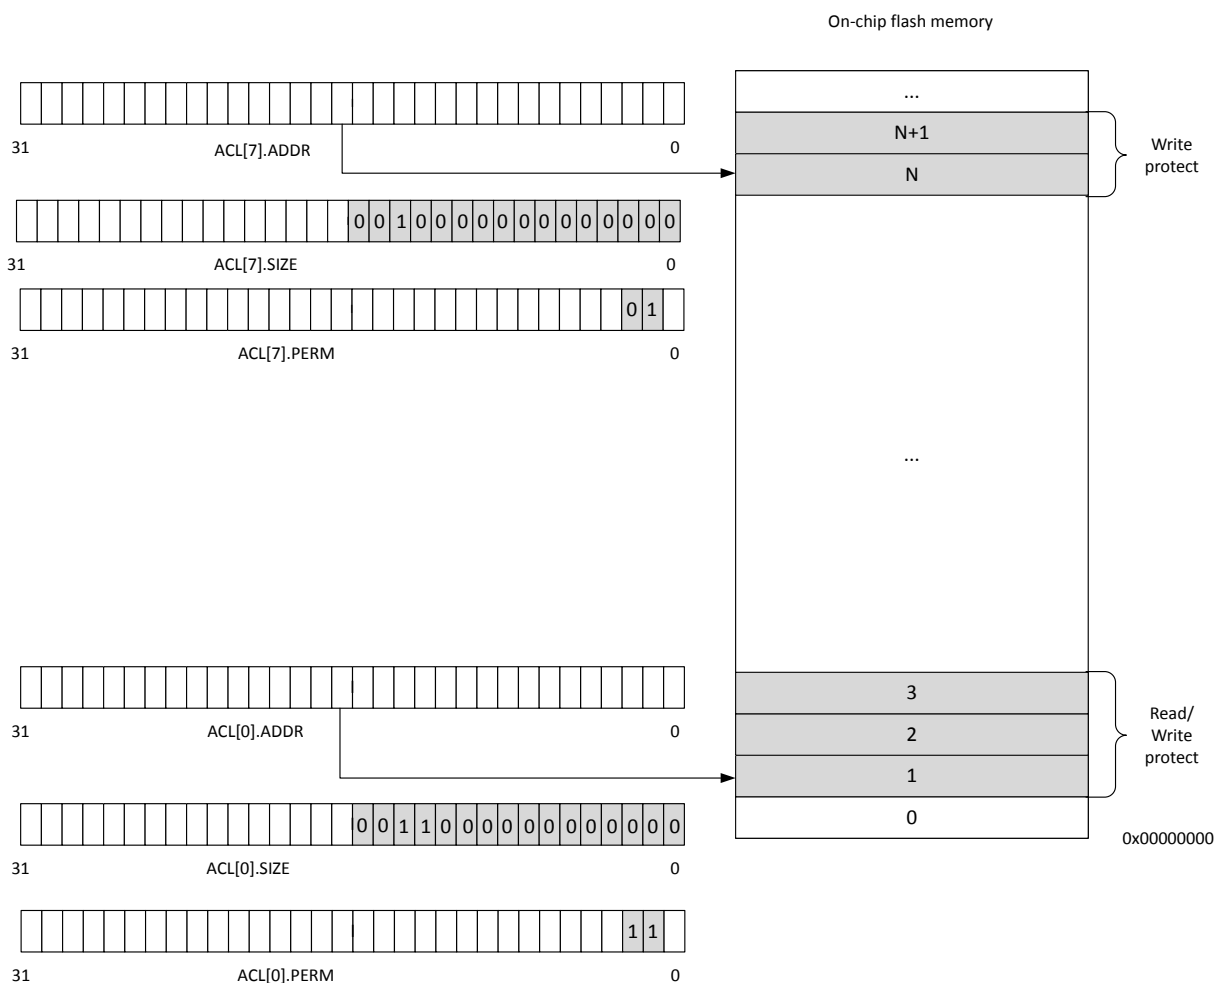 On-chip flash memory
...
31 ACL[7].ADDR 0
N+1
Write
protect
N
0 0 1 0 0 0 0 0 0 0 0 0 0 0 0 0
31 ACL[7].SIZE 0
0 1
31 ACL[7].PERM 0
...
31 ACL[0].ADDR 0
3
2
1
Read/
Write
protect
0
0x00000000
0 0 1 1 0 0 0 0 0 0 0 0 0 0 0 0
31 ACL[0].SIZE 0
1 1
31 ACL[0].PERM 0